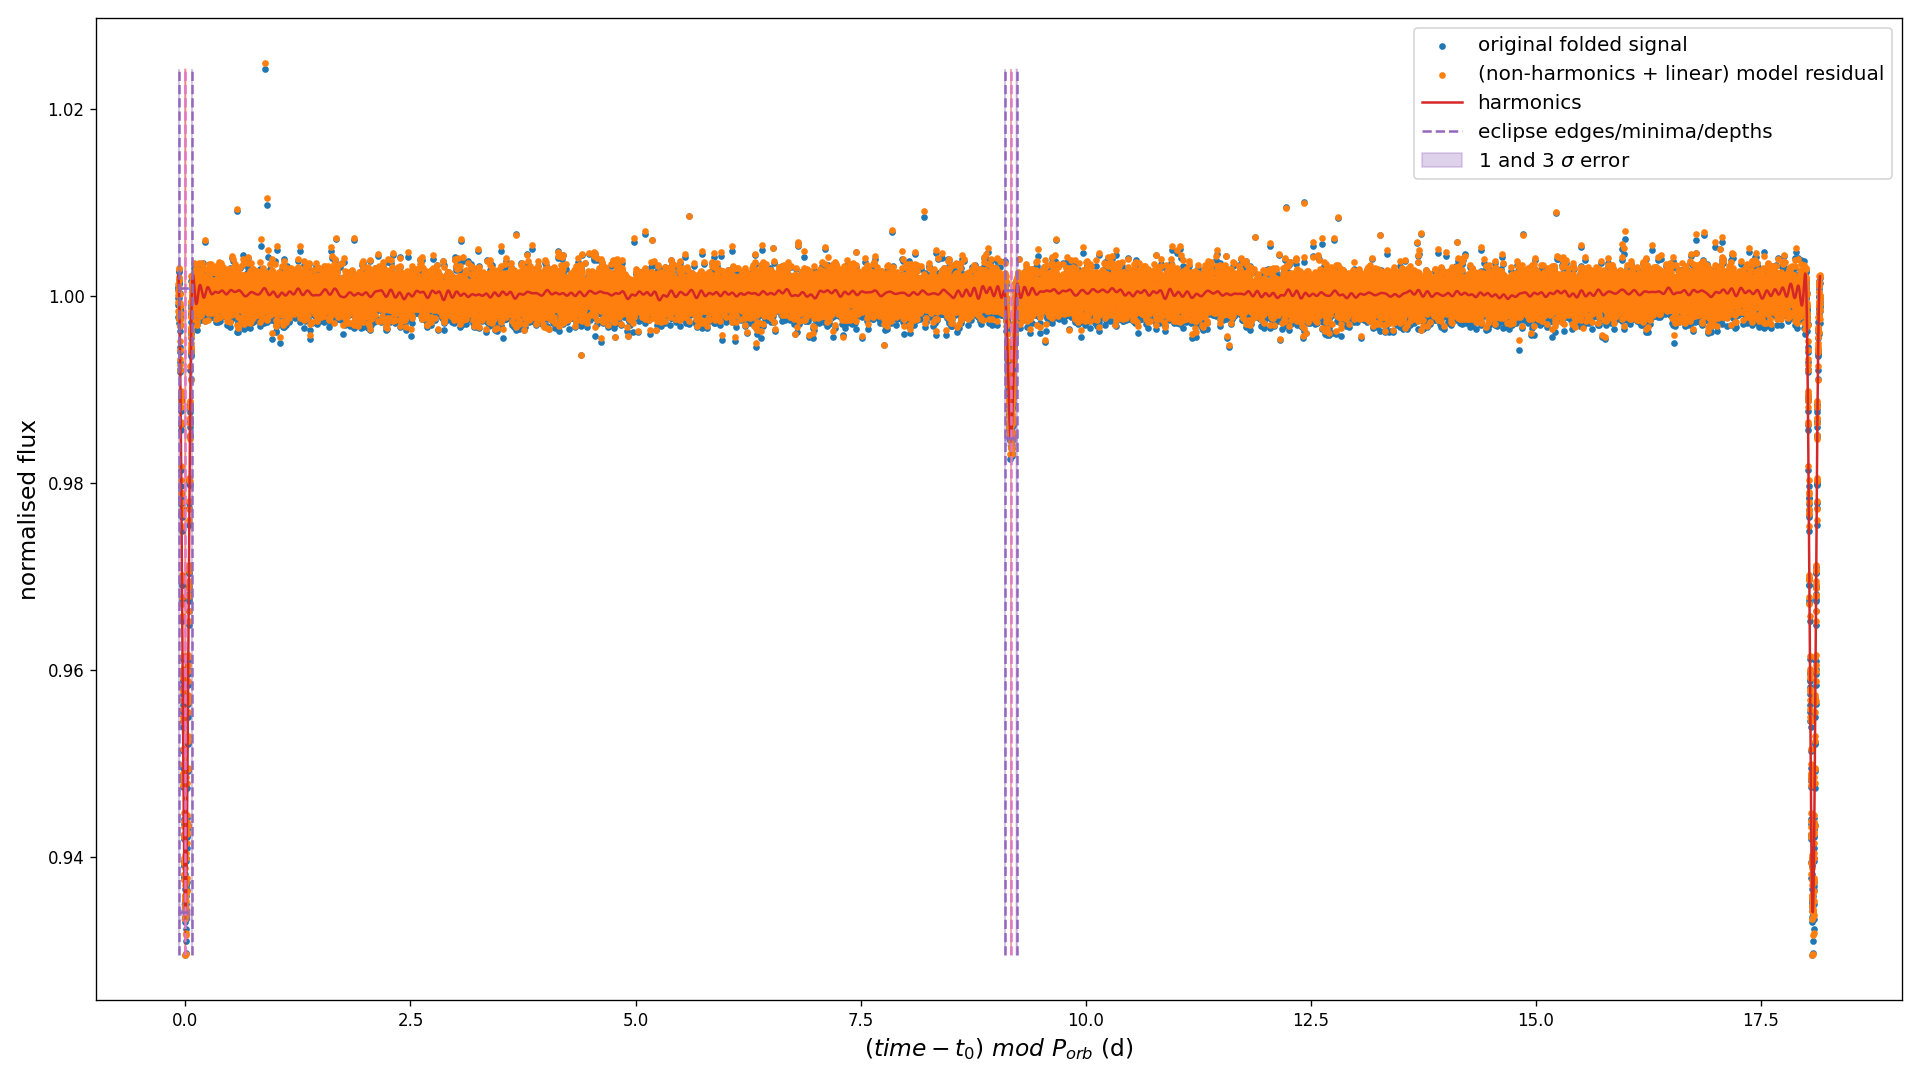 original folded signal
(non-harmonics + linear) model residual
harmonics
eclipse edges/minima/depths
1 and 3 σ error
1.02
1.00
0.98
0.96
0.94
normalised flux
0.0 2.5 5.0 7.5 10.0 12.5 15.0 17.5
(time − t₀) mod Pₒᵣb (d)